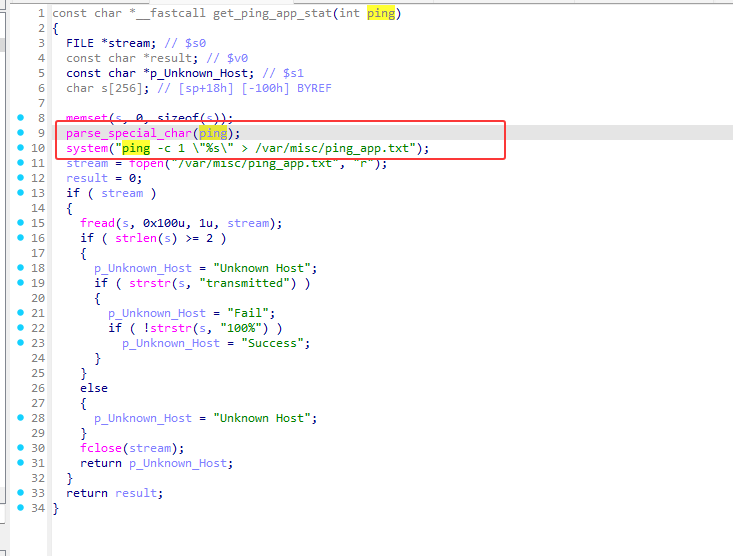 1 const char *__fastcall get_ping_app_stat(int ping)
2 {
3 FILE *stream; // $s0
4 const char *result; // $v0
5 const char *p_Unknown_Host; // $s1
6 char s[256]; // [sp+18h] [-100h] BYREF
7
8 memset(s, 0, sizeof(s));
9 parse_special_char(ping);
10 system("ping -c 1 \"%s\" > /var/misc/ping_app.txt");
11 stream = fopen("/var/misc/ping_app.txt", "r");
12 result = 0;
13 if ( stream )
14 {
15 fread(s, 0x100u, 1u, stream);
16 if ( strlen(s) >= 2 )
17 {
18 p_Unknown_Host = "Unknown Host";
19 if ( strstr(s, "transmitted") )
20 {
21 p_Unknown_Host = "Fail";
22 if ( !strstr(s, "100%") )
23 p_Unknown_Host = "Success";
24 }
25 }
26 else
27 {
28 p_Unknown_Host = "Unknown Host";
29 }
30 fclose(stream);
31 return p_Unknown_Host;
32 }
33 return result;
34 }